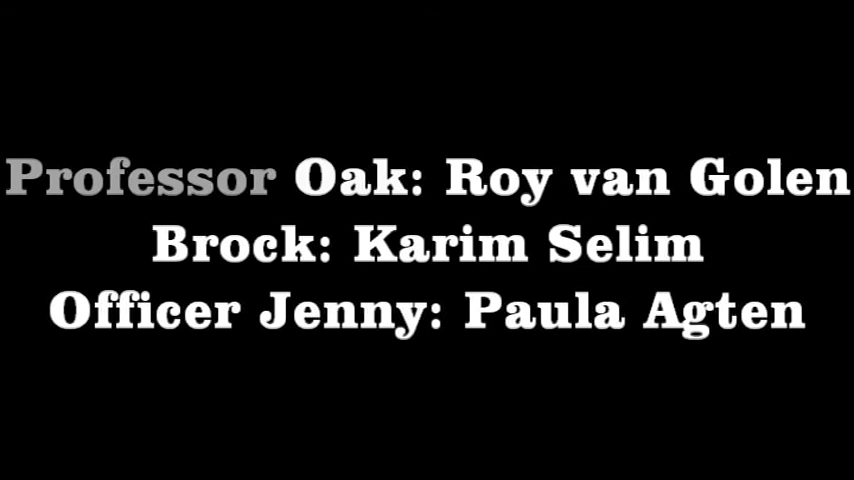 Professor Oak: Roy van Golen
Brock: Karim Selim
Officer Jenny: Paula Agten